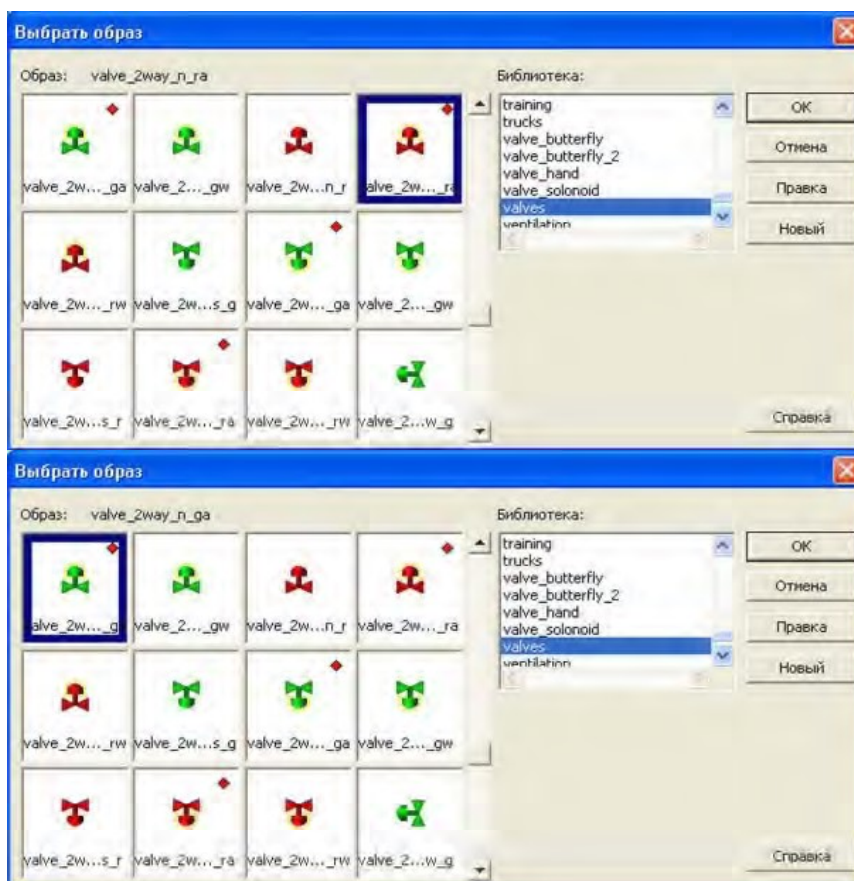 Выбрать образ
Образ: valve_2way_n_ra
Библиотека:
training
trucks
valve_butterfly
valve_butterfly_2
valve_hand
valve_solonoid
valves
ventilation
OK
Отмена
Правка
Новый
Справка
valve_2w..._ga valve_2..._gw valve_2w...n_r alve_2w..._ra
valve_2w..._rw valve_2w...s_g valve_2w..._ga valve_2..._gw
valve_2w...s_r valve_2w..._ra valve_2w..._rw valve_2...w_g
Выбрать образ
Образ: valve_2way_n_ga
Библиотека:
training
trucks
valve_butterfly
valve_butterfly_2
valve_hand
valve_solonoid
valves
ventilation
OK
Отмена
Правка
Новый
Справка
alve_2w..._g valve_2..._gw valve_2w...n_r valve_2w..._ra
valve_2w..._rw valve_2w...s_g valve_2w..._ga valve_2..._gw
valve_2w...s_r valve_2w..._ra valve_2w..._rw valve_2...w_g